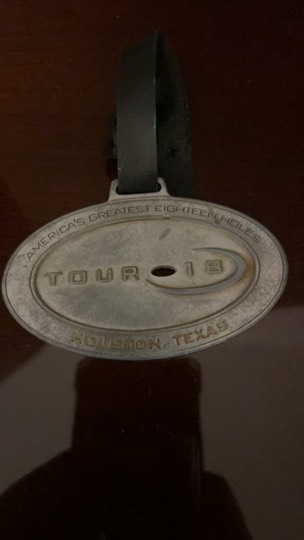 AMERICA'S GREATEST EIGHTEEN HOLES
TOUR 18
HOUSTON, TEXAS